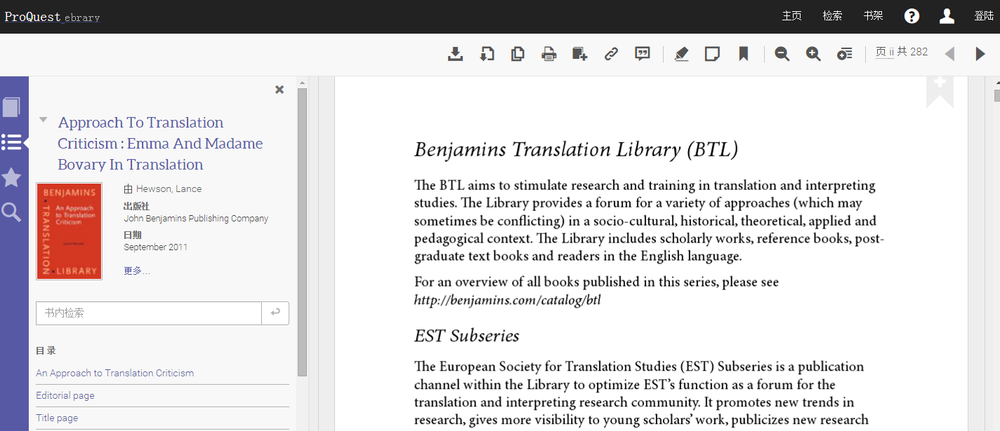 ProQuest ebrary
主页 检索 书架 ? 登陆
页 ii 共 282
Approach To Translation
Criticism : Emma And Madame
Bovary In Translation
BENJAMINS
TRANSLATION
An Approach
to Translation
Criticism
LIBRARY
由 Hewson, Lance
出版社
John Benjamins Publishing Company
日期
September 2011
更多...
书内检索
目录
An Approach to Translation Criticism
Editorial page
Title page
Benjamins Translation Library (BTL)
The BTL aims to stimulate research and training in translation and interpreting
studies. The Library provides a forum for a variety of approaches (which may
sometimes be conflicting) in a socio-cultural, historical, theoretical, applied and
pedagogical context. The Library includes scholarly works, reference books, post-
graduate text books and readers in the English language.
For an overview of all books published in this series, please see
http://benjamins.com/catalog/btl
EST Subseries
The European Society for Translation Studies (EST) Subseries is a publication
channel within the Library to optimize EST’s function as a forum for the
translation and interpreting research community. It promotes new trends in
research, gives more visibility to young scholars’ work, publicizes new research